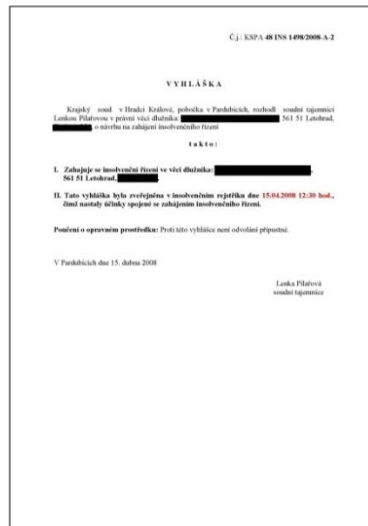 Č.j.: KSPA 48 INS 1498/2008-A-2
VYHLÁŠKA
Krajský soud v Hradci Králové, pobočka v Pardubicích, rozhodl soudní tajemnicí
Lenkou Pilařovou v právní věci dlužníka: 561 51 Letohrad,
, o návrhu na zahájení insolvenčního řízení
takto:
I. Zahajuje se insolvenční řízení ve věci dlužníka: ,
561 51 Letohrad, .
II. Tato vyhláška byla zveřejněna v insolvenčním rejstříku dne 15.04.2008 12:30 hod.,
čímž nastaly účinky spojené se zahájením insolvenčního řízení.
Poučení o opravném prostředku: Proti této vyhlášce není odvolání přípustné.
V Pardubicích dne 15. dubna 2008
Lenka Pilařová
soudní tajemnice